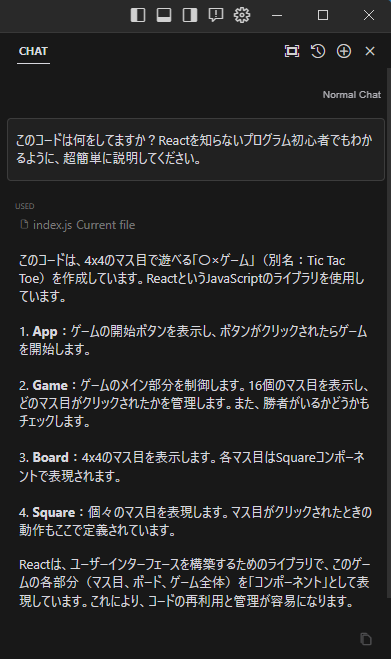 CHAT
Normal Chat
このコードは何をしてますか？Reactを知らないプログラム初心者でもわか
るように、超簡単に説明してください。
USED
index.js Current file
このコードは、4x4のマス目で遊べる「〇×ゲーム」（別名：Tic Tac
Toe）を作成しています。ReactというJavaScriptのライブラリを使用し
ています。
1. App：ゲームの開始ボタンを表示し、ボタンがクリックされたらゲーム
を開始します。
2. Game：ゲームのメイン部分を制御します。16個のマス目を表示し、
どのマス目がクリックされたかを管理します。また、勝者がいるかどうかも
チェックします。
3. Board：4x4のマス目を表示します。各マス目はSquareコンポーネ
ントで表現されます。
4. Square：個々のマス目を表現します。マス目がクリックされたときの
動作もここで定義されています。
Reactは、ユーザーインターフェースを構築するためのライブラリで、このゲー
ムの各部分（マス目、ボード、ゲーム全体）を「コンポーネント」として表
現しています。これにより、コードの再利用と管理が容易になります。